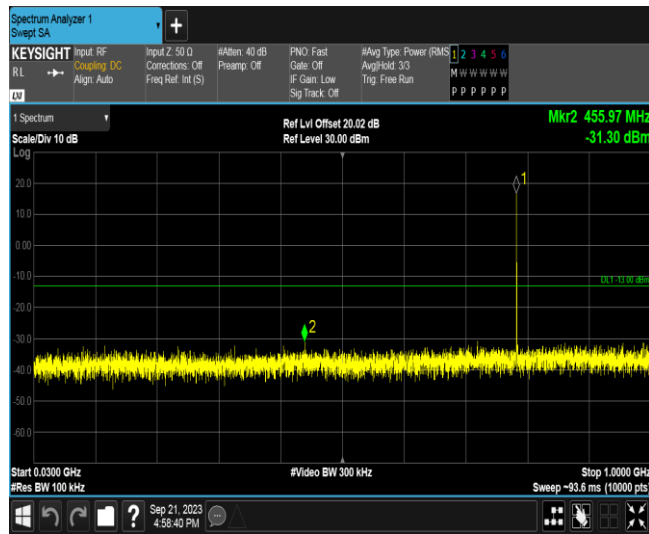 Spectrum Analyzer 1
Swept SA
+
KEYSIGHT
RL
LXI
Input: RF
Coupling: DC
Align: Auto
Input Z: 50 Ω
Corrections: Off
Freq Ref: Int (S)
#Atten: 40 dB
Preamp: Off
PNO: Fast
Gate: Off
IF Gain: Low
Sig Track: Off
#Avg Type: Power (RMS
Avg|Hold: 3/3
Trig: Free Run
1 2 3 4 5 6
M W W W W W
P P P P P P
1 Spectrum
Scale/Div 10 dB
Log
Ref Lvl Offset 20.02 dB
Ref Level 30.00 dBm
Mkr2 455.97 MHz
-31.30 dBm
20.0
10.0
0.00
-10.0
-20.0
-30.0
-40.0
-50.0
-60.0
1
2
DL1 -13.00 dBm
Start 0.0300 GHz
#Res BW 100 kHz
#Video BW 300 kHz
Stop 1.0000 GHz
Sweep ~93.6 ms (10000 pts)
?
Sep 21, 2023
4:58:40 PM